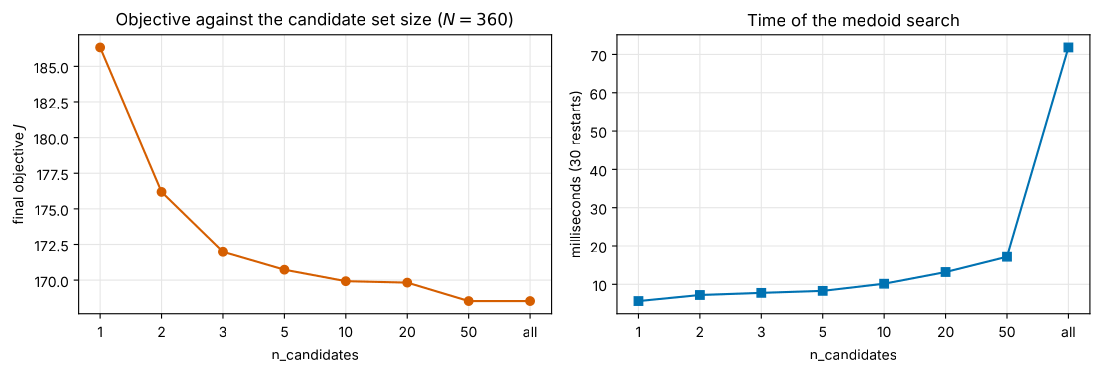 Objective against the candidate set size (N = 360)
final objective J
185.0
182.5
180.0
177.5
175.0
172.5
170.0
1 2 3 5 10 20 50 all
n_candidates
Time of the medoid search
milliseconds (30 restarts)
70
60
50
40
30
20
10
1 2 3 5 10 20 50 all
n_candidates